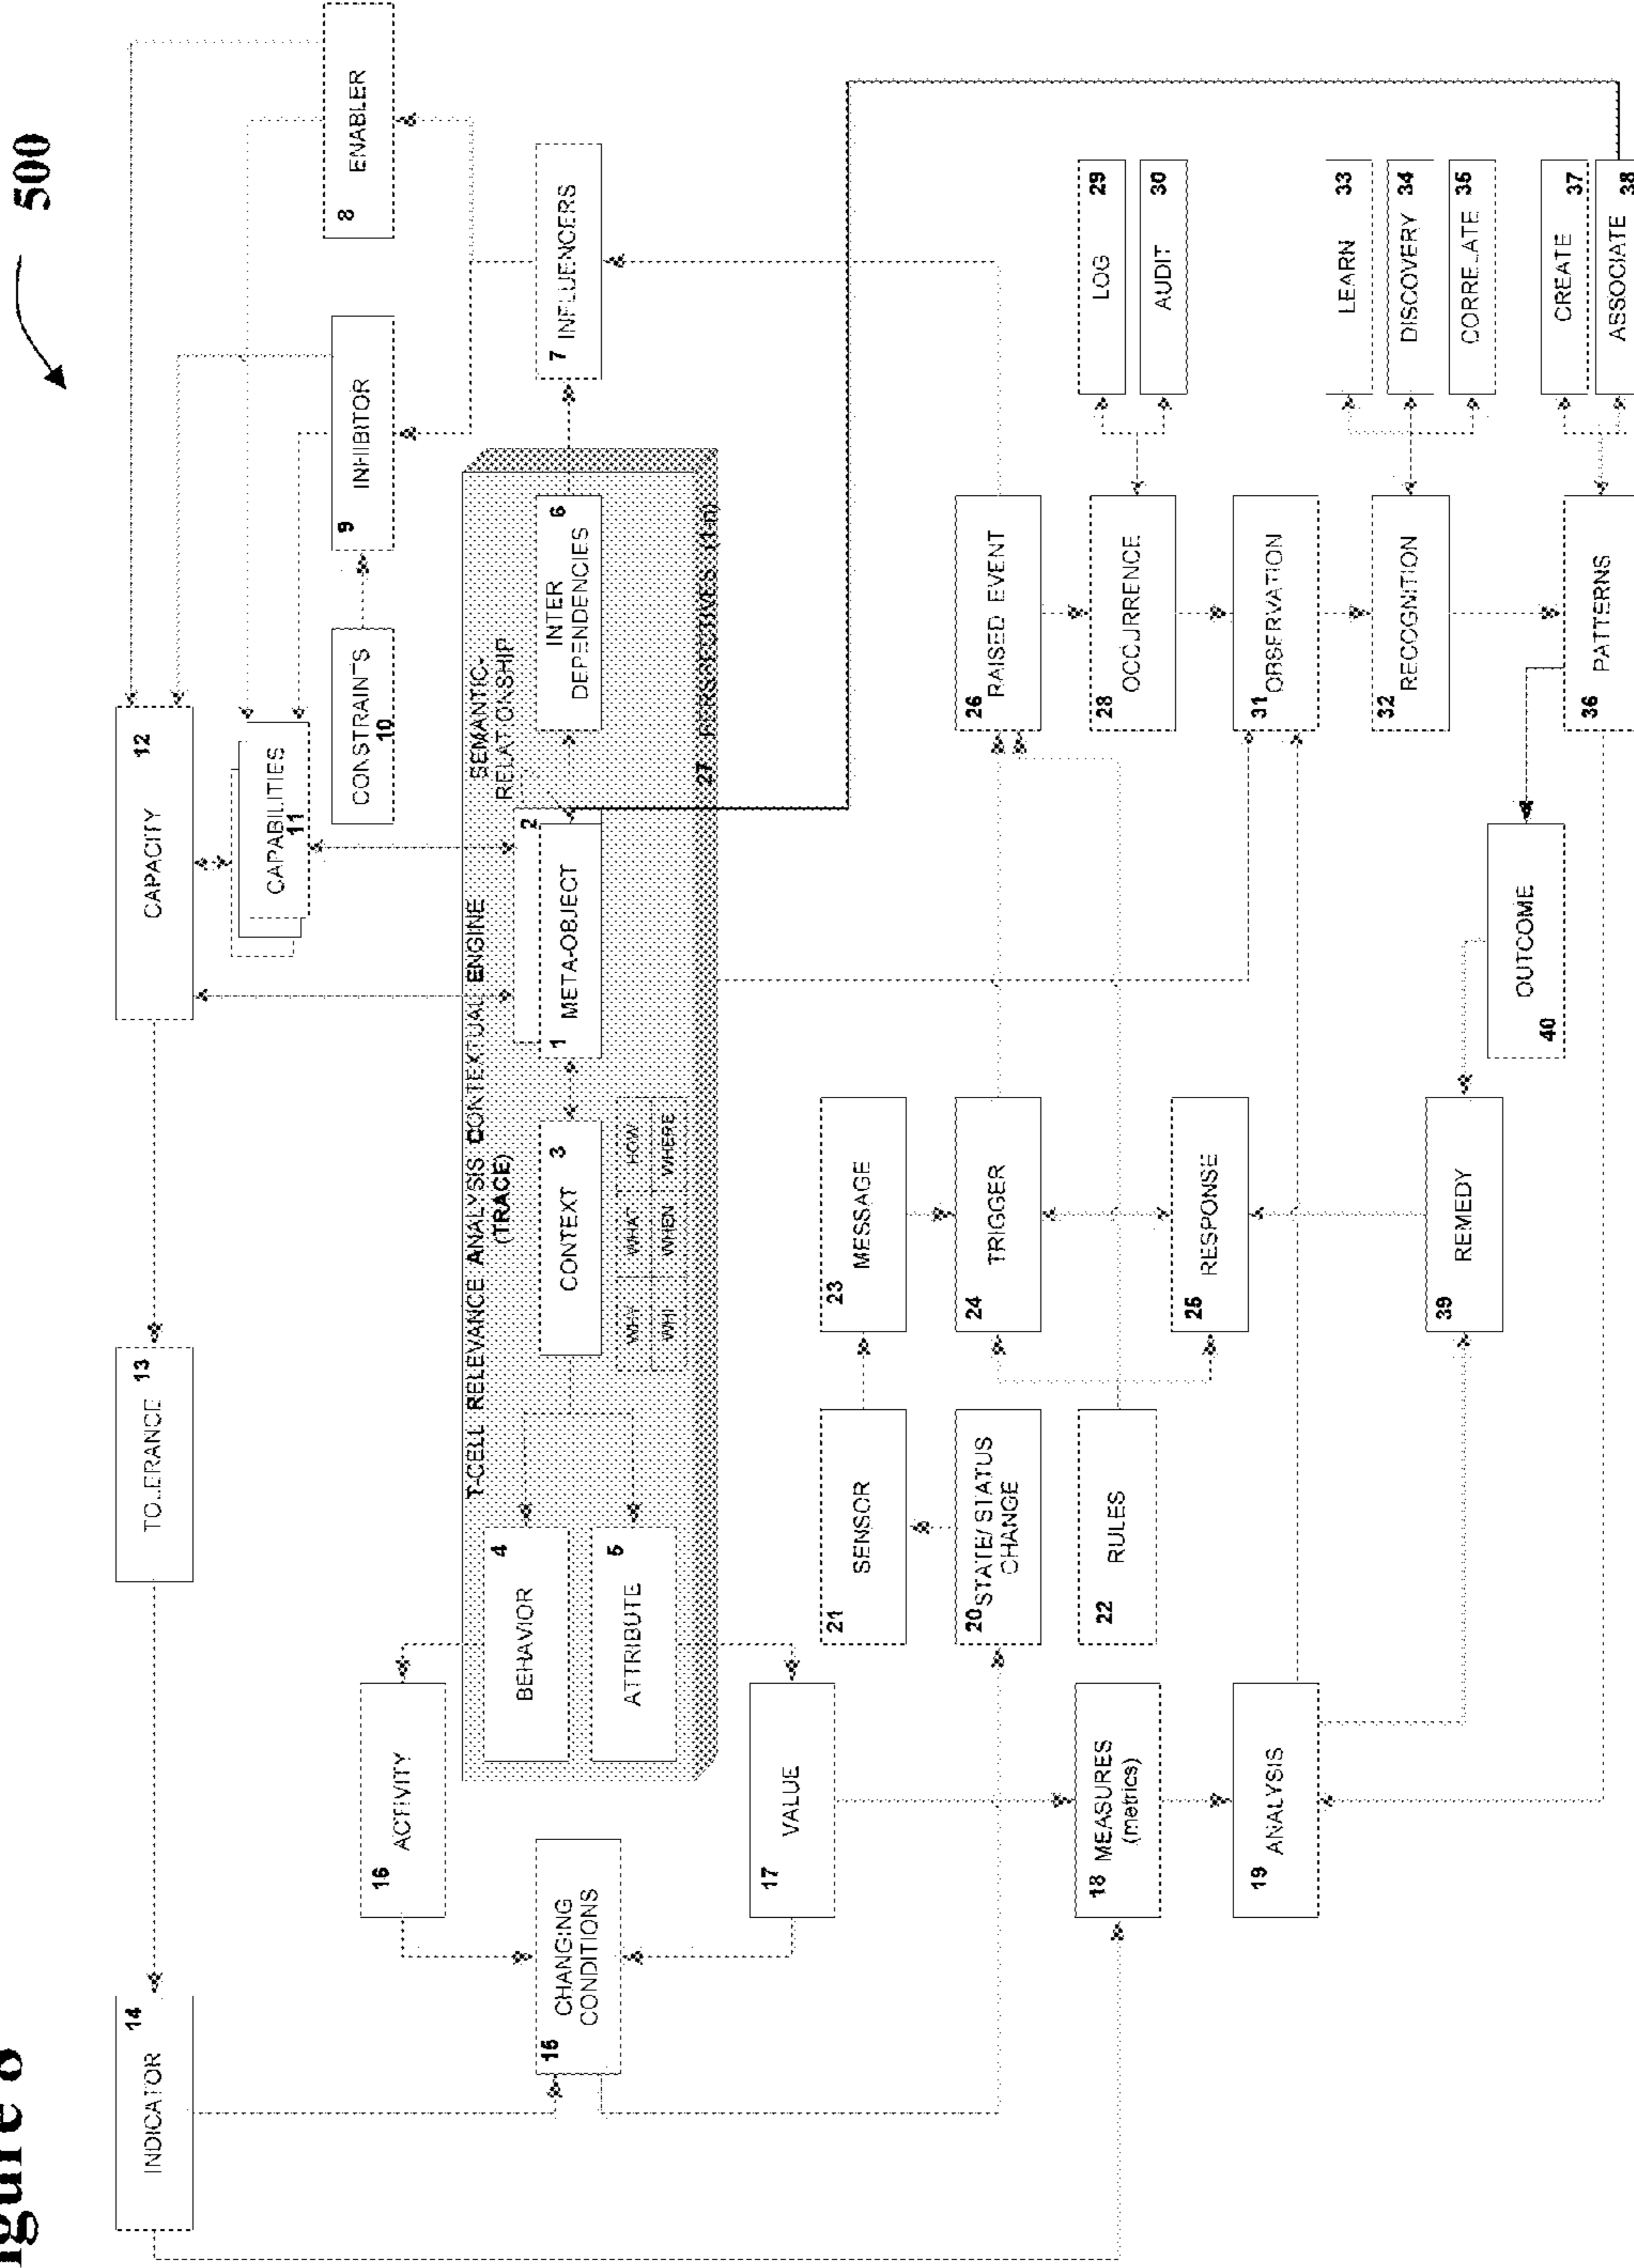 500
INDICATOR
14
TOLERANCE
13
CAPACITY
12
CAPABILITIES
11
ENABLER
8
INHIBITOR
9
CONSTRAINTS
10
ACTIVITY
16
T-CELL RELEVANCE ANALYSIS CONTEXTUAL ENGINE
(TRACE)
SEMANTIC-
RELATIONSHIP
BEHAVIOR
4
ATTRIBUTE
5
CONTEXT
3
WHAT
HOW
WHEN
WHERE
1
META-OBJECT
2
INTER
DEPENDENCIES
6
27 PERSPECTIVES
7 INFLUENCERS
CHANGING
CONDITIONS
15
17
VALUE
21
SENSOR
23
MESSAGE
20
STATE/STATUS
CHANGE
24
TRIGGER
26
RAISED EVENT
18 MEASURES
(metrics)
22
RULES
25
RESPONSE
28
OCCURRENCE
LOG
29
AUDIT
30
19
ANALYSIS
31
OBSERVATION
32
RECOGNITION
LEARN
33
DISCOVERY
34
CORRELATE
35
39
REMEDY
40
OUTCOME
36
PATTERNS
CREATE
37
ASSOCIATE
38